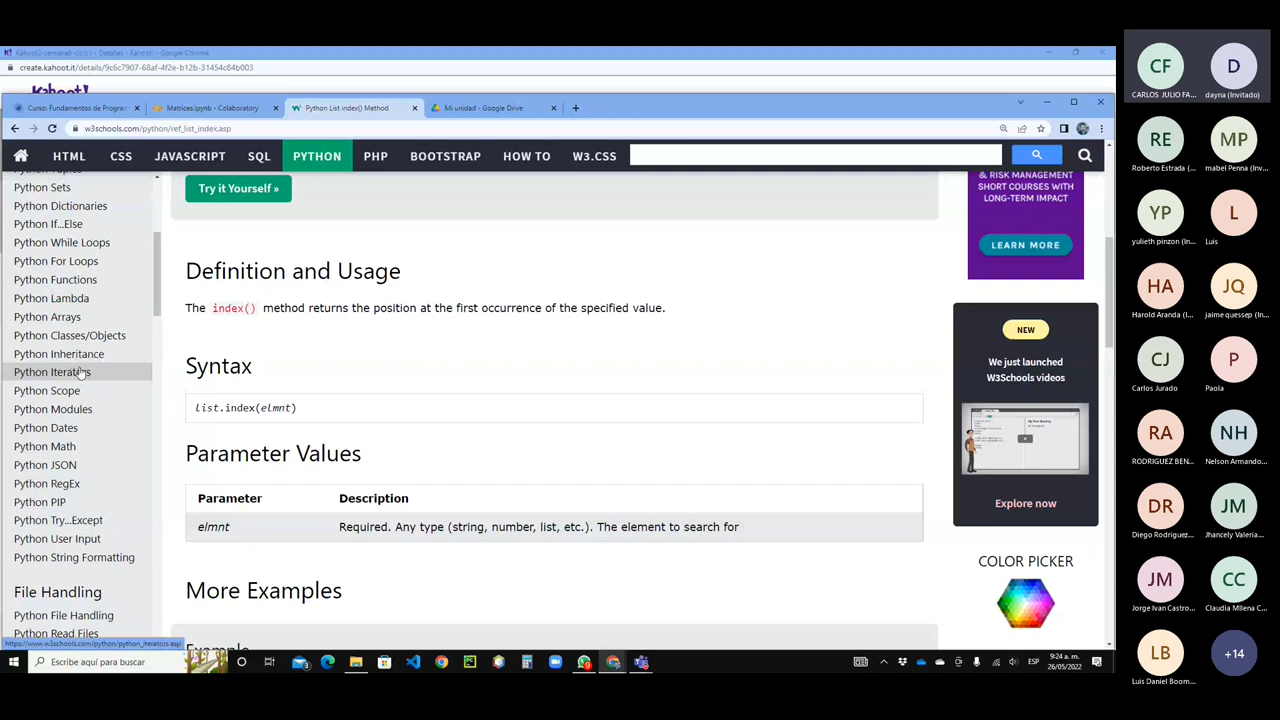 Kahoot!
create.kahoot.it/details/9c6c7907-68af-4f2e-b12b-31454c84b003
Curso: Fundamentos de Program
Matrices.ipynb - Colaboratory
Python List index() Method
Mi unidad - Google Drive
w3schools.com/python/ref_list_index.asp
HTML
CSS
JAVASCRIPT
SQL
PYTHON
PHP
BOOTSTRAP
HOW TO
W3.CSS
Python Sets
Python Dictionaries
Python If...Else
Python While Loops
Python For Loops
Python Functions
Python Lambda
Python Arrays
Python Classes/Objects
Python Inheritance
Python Iterators
Python Scope
Python Modules
Python Dates
Python Math
Python JSON
Python RegEx
Python PIP
Python Try...Except
Python User Input
Python String Formatting
File Handling
Python File Handling
Python Read Files
https://www.w3schools.com/python/python_iterators.asp
Try it Yourself »
Definition and Usage
The index() method returns the position at the first occurrence of the specified value.
Syntax
list.index(elmnt)
Parameter Values
Parameter Description
elmnt Required. Any type (string, number, list, etc.). The element to search for
More Examples
Example
& RISK MANAGEMENT
SHORT COURSES WITH
LONG-TERM IMPACT
LEARN MORE
NEW
We just launched
W3Schools videos
Explore now
COLOR PICKER
Escribe aquí para buscar
ESP
9:24 a. m.
26/05/2022
CF
CARLOS JULIO FA...
D
dayna (Invitado)
RE
Roberto Estrada (...
MP
mabel Penna (Inv...
YP
yulieth pinzon (In...
L
Luis
HA
Harold Aranda (I...
JQ
jaime quessep (In...
CJ
Carlos Jurado
P
Paola
RA
RODRIGUEZ BEN...
NH
Nelson Armando...
DR
Diego Rodriguez...
JM
Jhancely Valeria...
JM
Jorge Ivan Castro...
CC
Claudia MIlena C...
LB
Luis Daniel Boom...
+14